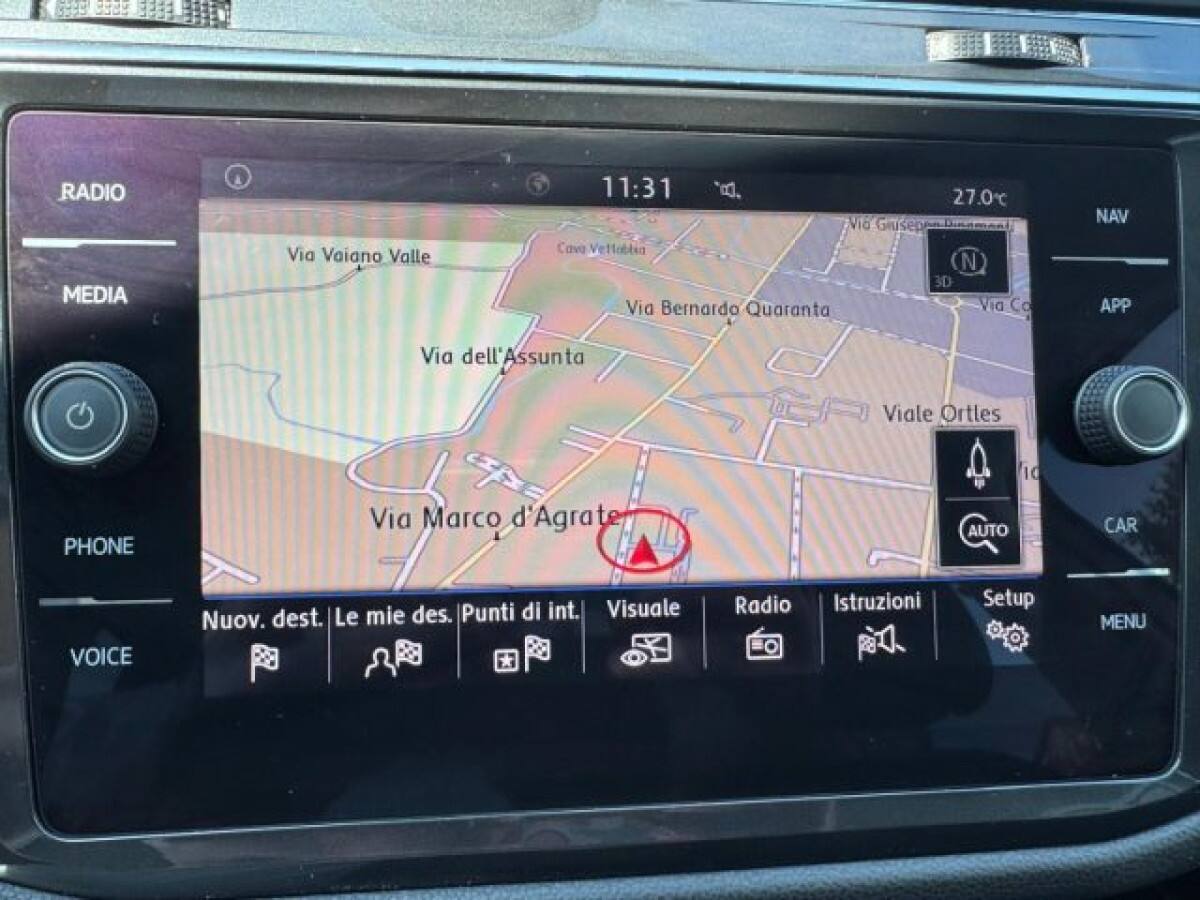 RADIO
MEDIA
PHONE
VOICE
11:31
27.0°C
Via Vaiano Valle
Cava Vettabbia
Via Giuseppe
N
3D
Via Bernardo Quaranta
Via
Via dell'Assunta
Viale Ortles
Via Marco d'Agrate
AUTO
Nuov. dest.
Le mie des.
Punti di int.
Visuale
Radio
Istruzioni
Setup
NAV
APP
CAR
MENU